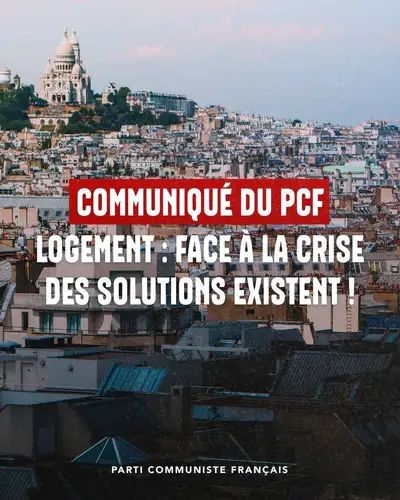 COMMUNIQUÉ DU PCF
LOGEMENT : FACE À LA CRISE
DES SOLUTIONS EXISTENT !
PARTI COMMUNISTE FRANÇAIS